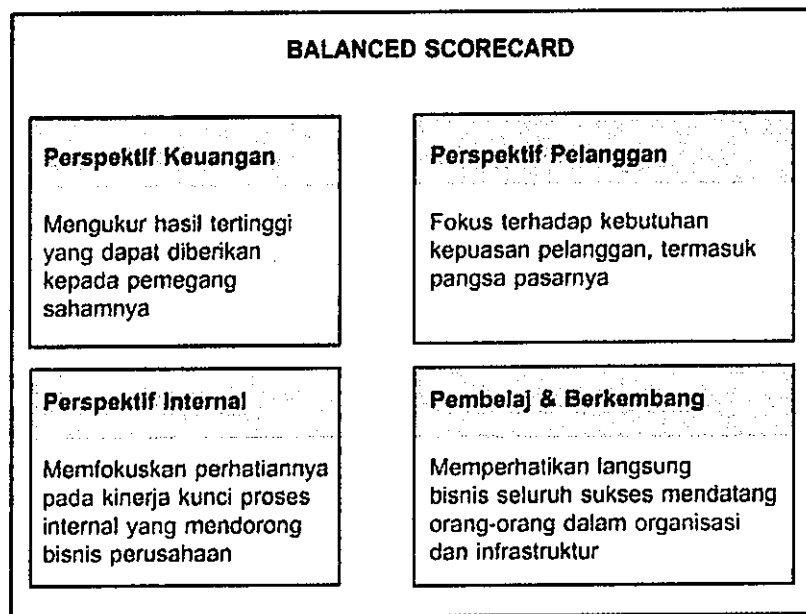 BALANCED SCORECARD
Perspektif Keuangan
Mengukur hasil tertinggi
yang dapat diberikan
kepada pemegang
sahamnya
Perspektif Pelanggan
Fokus terhadap kebutuhan
kepuasan pelanggan, termasuk
pangsa pasarnya
Perspektif Internal
Memfokuskan perhatiannya
pada kinerja kunci proses
internal yang mendorong
bisnis perusahaan
Pembelaj & Berkembang
Memperhatikan langsung
bisnis seluruh sukses mendatang
orang-orang dalam organisasi
dan infrastruktur